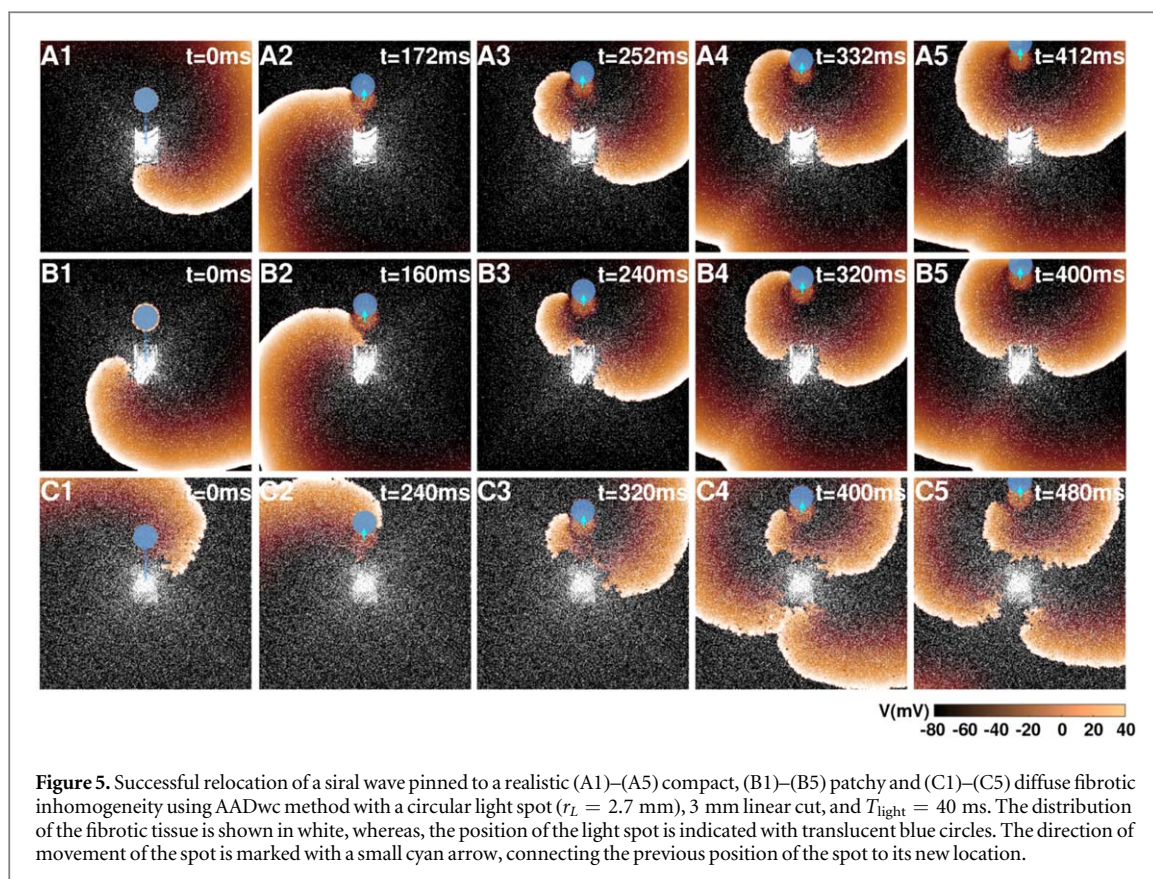 A1 t=0ms A2 t=172ms A3 t=252ms A4 t=332ms A5 t=412ms
B1 t=0ms B2 t=160ms B3 t=240ms B4 t=320ms B5 t=400ms
C1 t=0ms C2 t=240ms C3 t=320ms C4 t=400ms C5 t=480ms
V(mV)
-80 -60 -40 -20 0 20 40
Figure 5. Successful relocation of a siral wave pinned to a realistic (A1)–(A5) compact, (B1)–(B5) patchy and (C1)–(C5) diffuse fibrotic
inhomogeneity using AADwc method with a circular light spot (r_L = 2.7 mm), 3 mm linear cut, and T_light = 40 ms. The distribution
of the fibrotic tissue is shown in white, whereas, the position of the light spot is indicated with translucent blue circles. The direction of
movement of the spot is marked with a small cyan arrow, connecting the previous position of the spot to its new location.